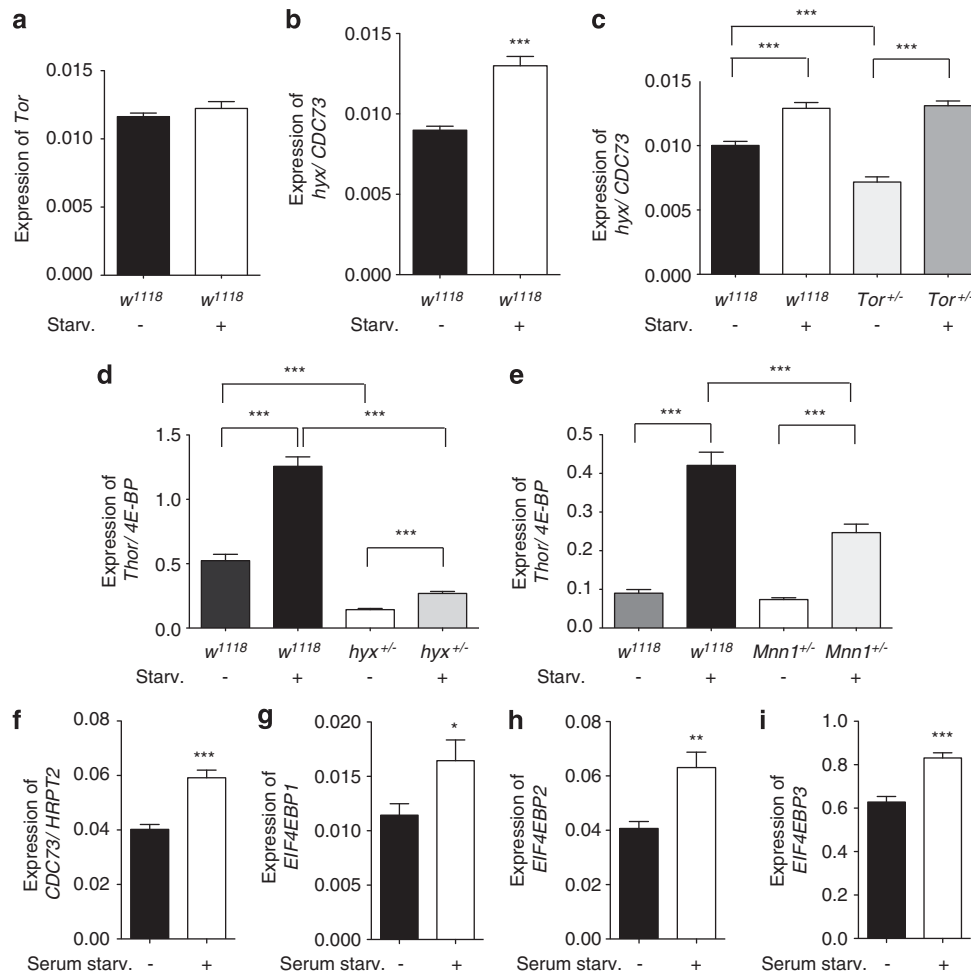 a
Expression of Tor
0.015
0.010
0.005
0.000
w1118 w1118
Starv. - +
b
Expression of
hyx/ CDC73
0.015
0.010
0.005
0.000
***
w1118 w1118
- +
c
Expression of
hyx/ CDC73
0.015
0.010
0.005
0.000
***
*** ***
w1118 w1118 Tor+/- Tor+/-
- + - +
d
Expression of
Thor/ 4E-BP
1.5
1.0
0.5
0.0
***
*** ***
***
w1118 w1118 hyx+/- hyx+/-
Starv. - + - +
e
Expression of
Thor/ 4E-BP
0.5
0.4
0.3
0.2
0.1
0.0
***
*** ***
w1118 w1118 Mnn1+/- Mnn1+/-
- + - +
f
Expression of
CDC73/ HRPT2
0.08
0.06
0.04
0.02
0.00
***
Serum starv. - +
g
Expression of
EIF4EBP1
0.020
0.015
0.010
0.005
0.000
*
Serum starv. - +
h
Expression of
EIF4EBP2
0.08
0.06
0.04
0.02
0.00
**
Serum starv. - +
i
Expression of
EIF4EBP3
1.0
0.8
0.6
0.4
0.2
0.0
***
Serum starv. - +